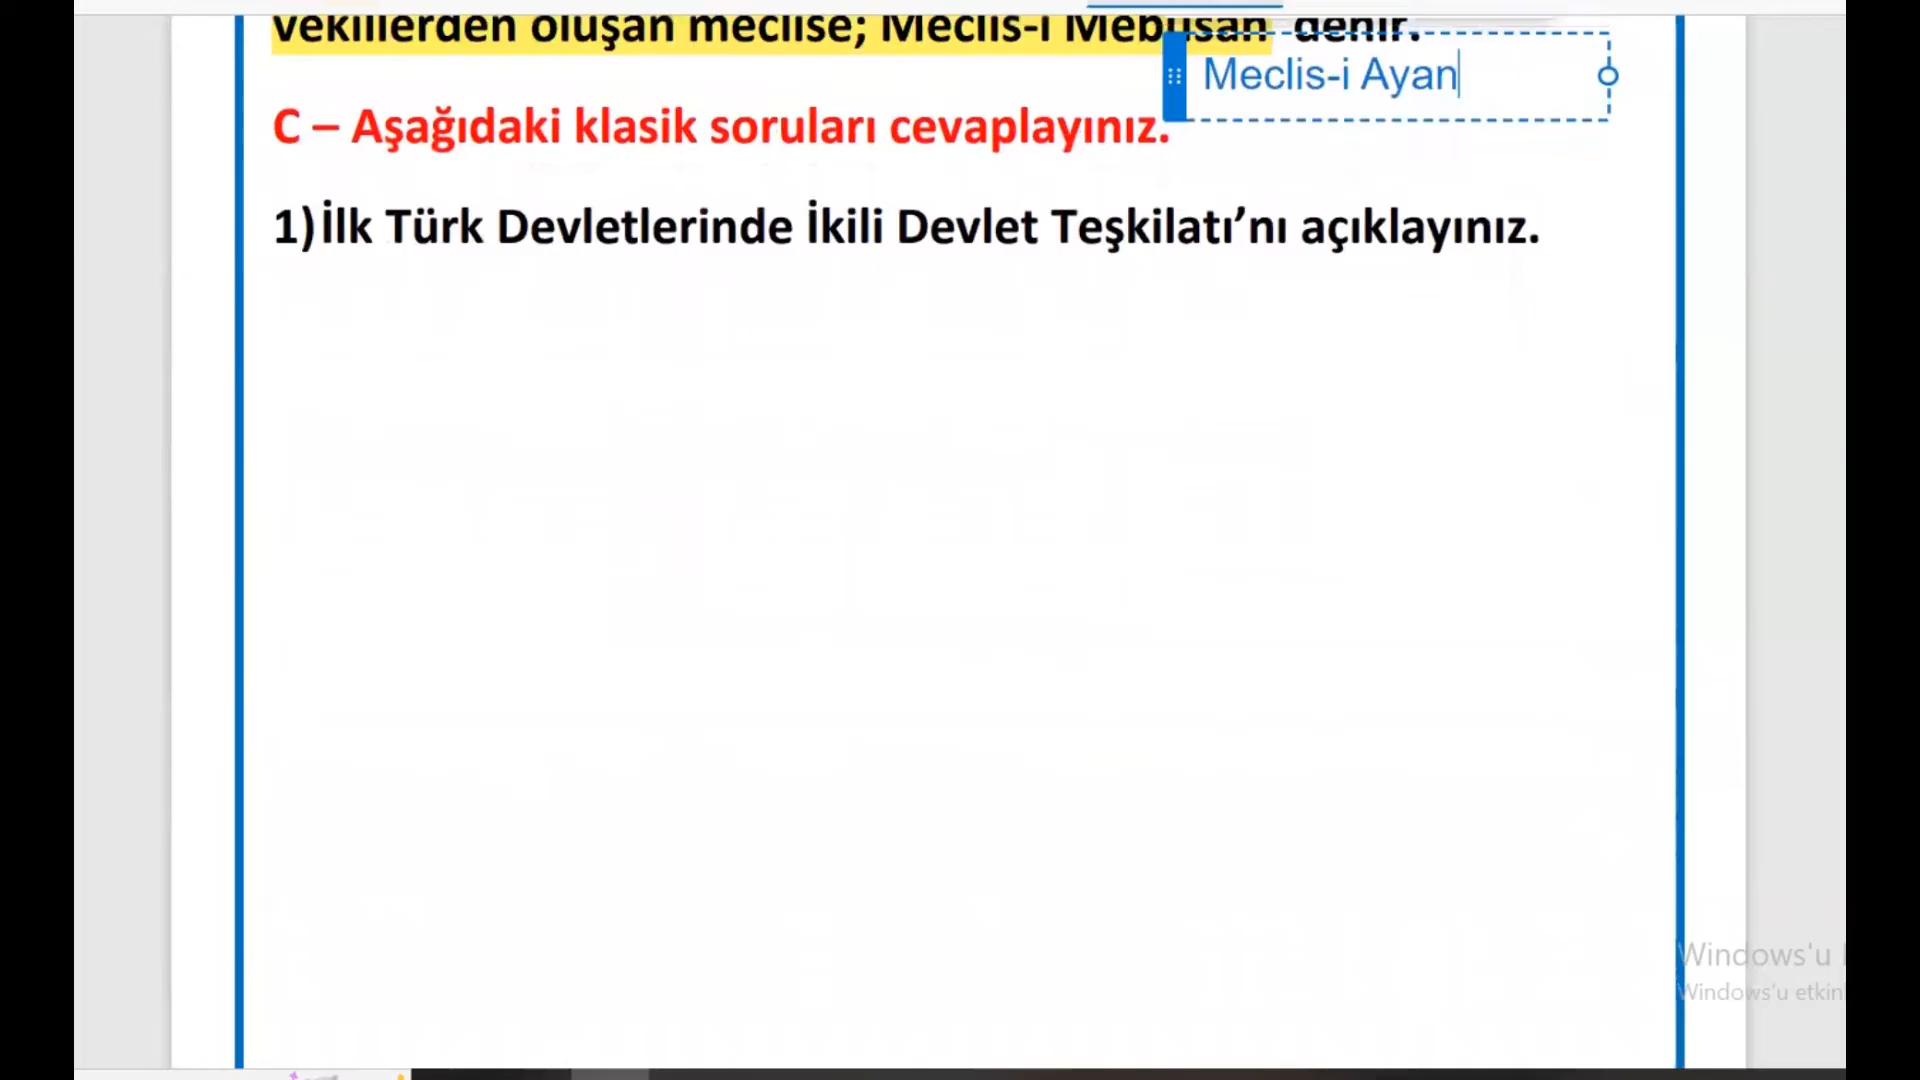 vekillerden oluşan meclise; Meclis-i Mebusan denir.
Meclis-i Ayan
C – Aşağıdaki klasik soruları cevaplayınız.
1) İlk Türk Devletlerinde İkili Devlet Teşkilatı’nı açıklayınız.
Windows'u
Windows'u etkin